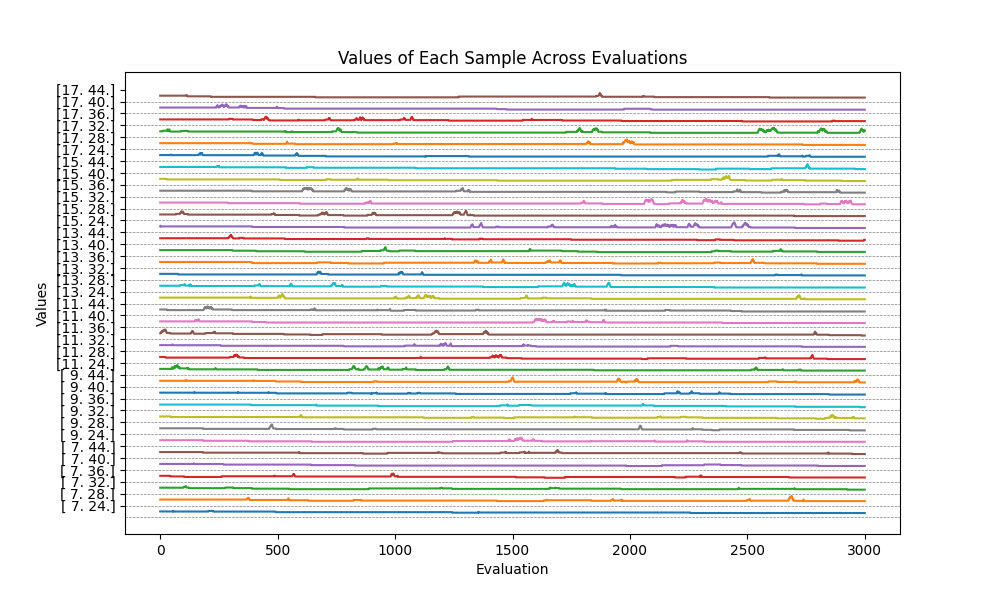 Values of Each Sample Across Evaluations
[17. 44.]
[17. 40.]
[17. 36.]
[17. 32.]
[17. 28.]
[17. 24.]
[15. 44.]
[15. 40.]
[15. 36.]
[15. 32.]
[15. 28.]
[15. 24.]
[13. 44.]
[13. 40.]
[13. 36.]
[13. 32.]
[13. 28.]
[13. 24.]
[11. 44.]
[11. 40.]
[11. 36.]
[11. 32.]
[11. 28.]
[11. 24.]
[ 9. 44.]
[ 9. 40.]
[ 9. 36.]
[ 9. 32.]
[ 9. 28.]
[ 9. 24.]
[ 7. 44.]
[ 7. 40.]
[ 7. 36.]
[ 7. 32.]
[ 7. 28.]
[ 7. 24.]
Values
0 500 1000 1500 2000 2500 3000
Evaluation